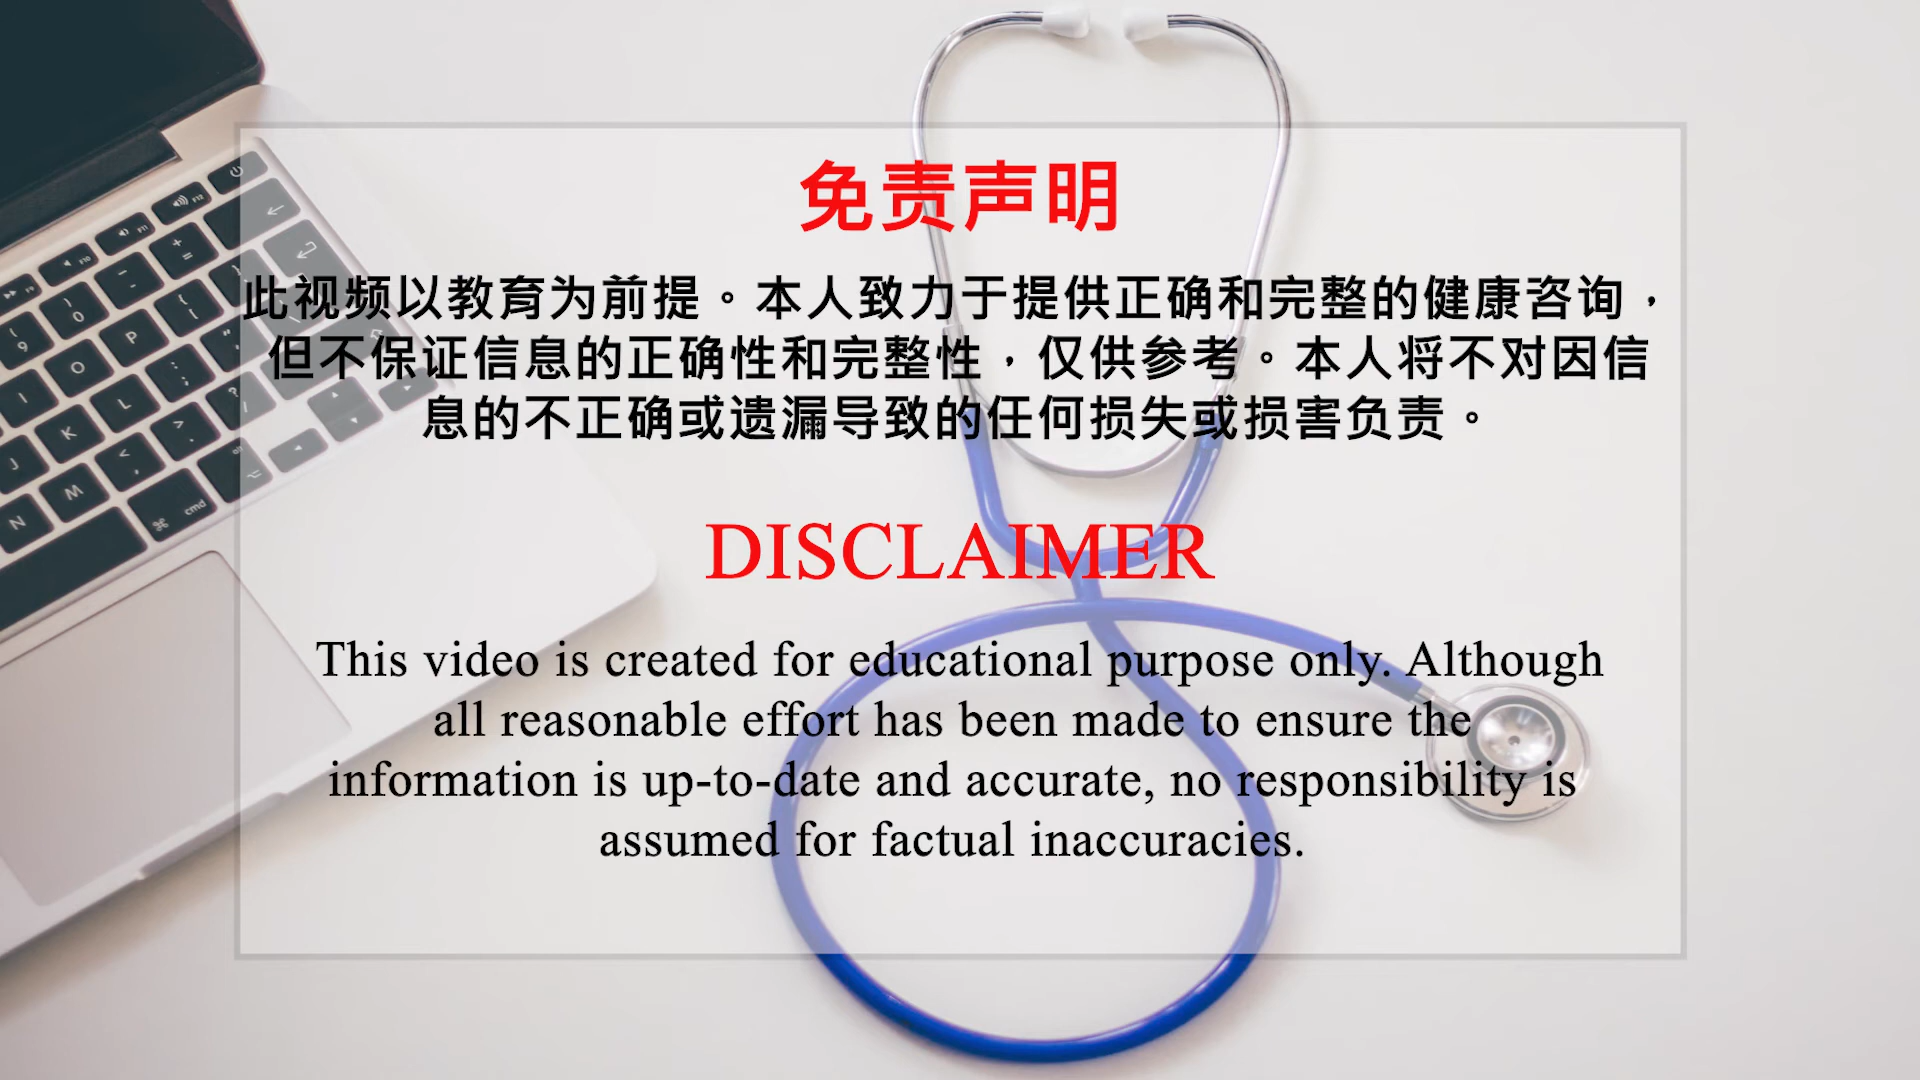 免责声明
此视频以教育为前提。本人致力于提供正确和完整的健康咨询，
但不保证信息的正确性和完整性，仅供参考。本人将不对因信
息的不正确或遗漏导致的任何损失或损害负责。
DISCLAIMER
This video is created for educational purpose only. Although
all reasonable effort has been made to ensure the
information is up-to-date and accurate, no responsibility is
assumed for factual inaccuracies.